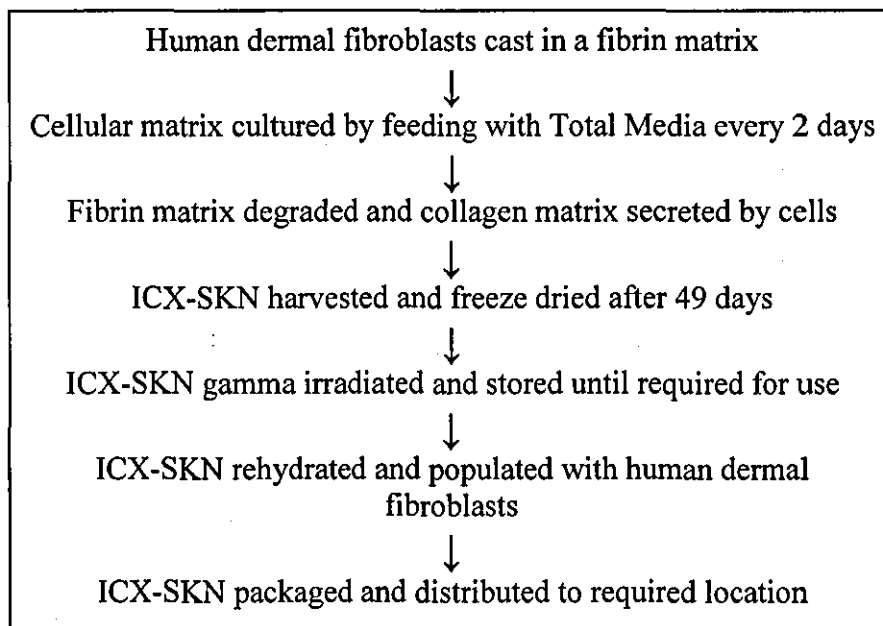 Human dermal fibroblasts cast in a fibrin matrix
↓
Cellular matrix cultured by feeding with Total Media every 2 days
↓
Fibrin matrix degraded and collagen matrix secreted by cells
↓
ICX-SKN harvested and freeze dried after 49 days
↓
ICX-SKN gamma irradiated and stored until required for use
↓
ICX-SKN rehydrated and populated with human dermal
fibroblasts
↓
ICX-SKN packaged and distributed to required location